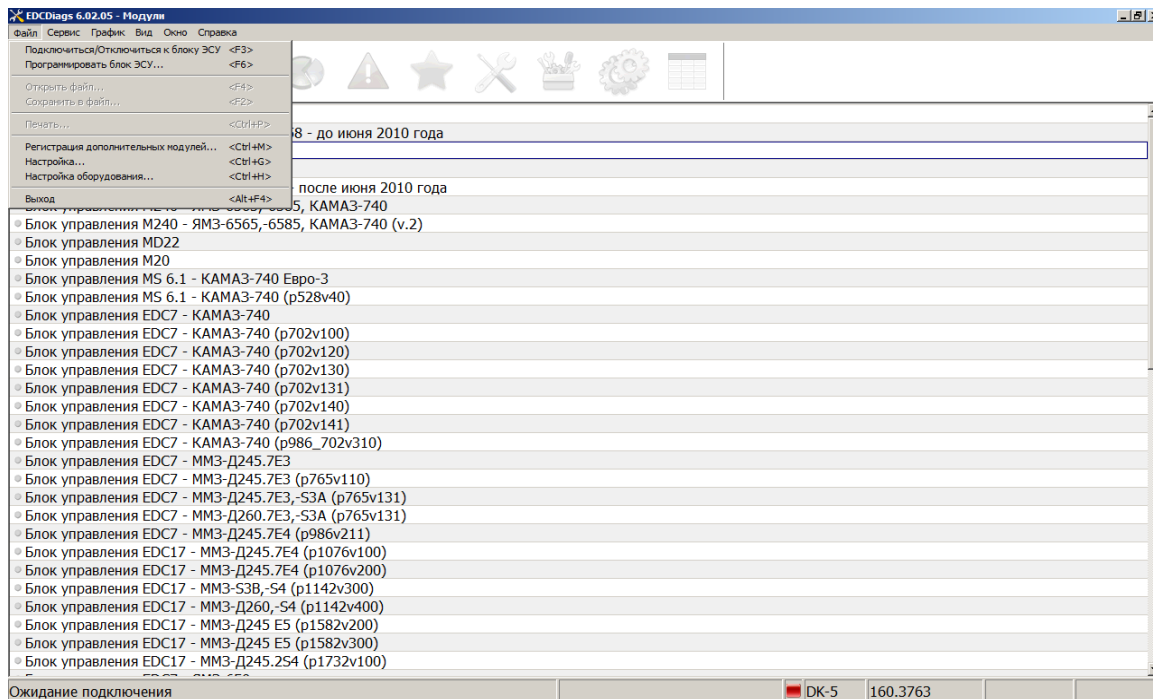 EDCDiags 6.02.05 - Модули
Файл Сервис График Вид Окно Справка
Подключиться/Отключиться к блоку ЭСУ <F3>
Программировать блок ЭСУ... <F6>
Открыть файл... <F4>
Сохранить в файл... <F2>
Печать... <Ctrl+P>
Регистрация дополнительных модулей... <Ctrl+M>
Настройка... <Ctrl+G>
Настройка оборудования... <Ctrl+H>
Выход <Alt+F4>
- до июня 2010 года
после июня 2010 года
КАМАЗ-740
Блок управления M240 - ЯМЗ-6565,-6585, КАМАЗ-740 (v.2)
Блок управления MD22
Блок управления M20
Блок управления MS 6.1 - КАМАЗ-740 Евро-3
Блок управления MS 6.1 - КАМАЗ-740 (p528v40)
Блок управления EDC7 - КАМАЗ-740
Блок управления EDC7 - КАМАЗ-740 (p702v100)
Блок управления EDC7 - КАМАЗ-740 (p702v120)
Блок управления EDC7 - КАМАЗ-740 (p702v130)
Блок управления EDC7 - КАМАЗ-740 (p702v131)
Блок управления EDC7 - КАМАЗ-740 (p702v140)
Блок управления EDC7 - КАМАЗ-740 (p702v141)
Блок управления EDC7 - КАМАЗ-740 (p986_702v310)
Блок управления EDC7 - ММЗ-Д245.7Е3
Блок управления EDC7 - ММЗ-Д245.7Е3 (p765v110)
Блок управления EDC7 - ММЗ-Д245.7Е3,-S3A (p765v131)
Блок управления EDC7 - ММЗ-Д260.7Е3,-S3A (p765v131)
Блок управления EDC7 - ММЗ-Д245.7Е4 (p986v211)
Блок управления EDC17 - ММЗ-Д245.7Е4 (p1076v100)
Блок управления EDC17 - ММЗ-Д245.7Е4 (p1076v200)
Блок управления EDC17 - ММЗ-S3B,-S4 (p1142v300)
Блок управления EDC17 - ММЗ-Д260,-S4 (p1142v400)
Блок управления EDC17 - ММЗ-Д245 Е5 (p1582v200)
Блок управления EDC17 - ММЗ-Д245 Е5 (p1582v300)
Блок управления EDC17 - ММЗ-Д245.2S4 (p1732v100)
Ожидание подключения DK-5 160.3763